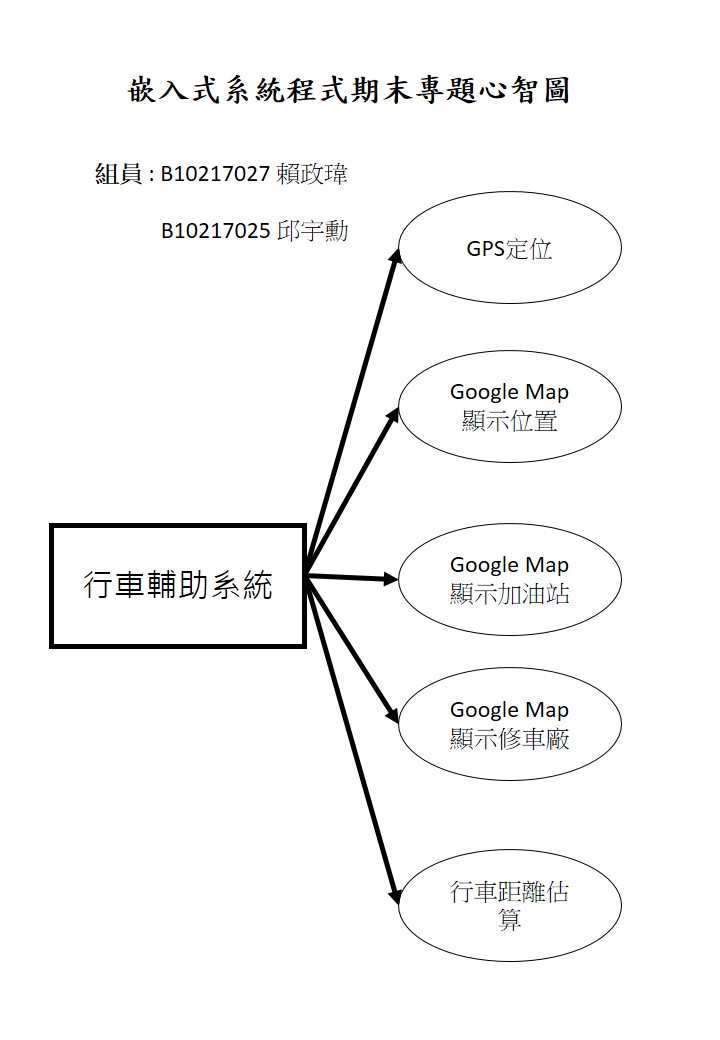 嵌入式系統程式期末專題心智圖
組員 : B10217027 賴政瑋
B10217025 邱宇勳
GPS定位
Google Map
顯示位置
Google Map
顯示加油站
行車輔助系統
Google Map
顯示修車廠
行車距離估
算